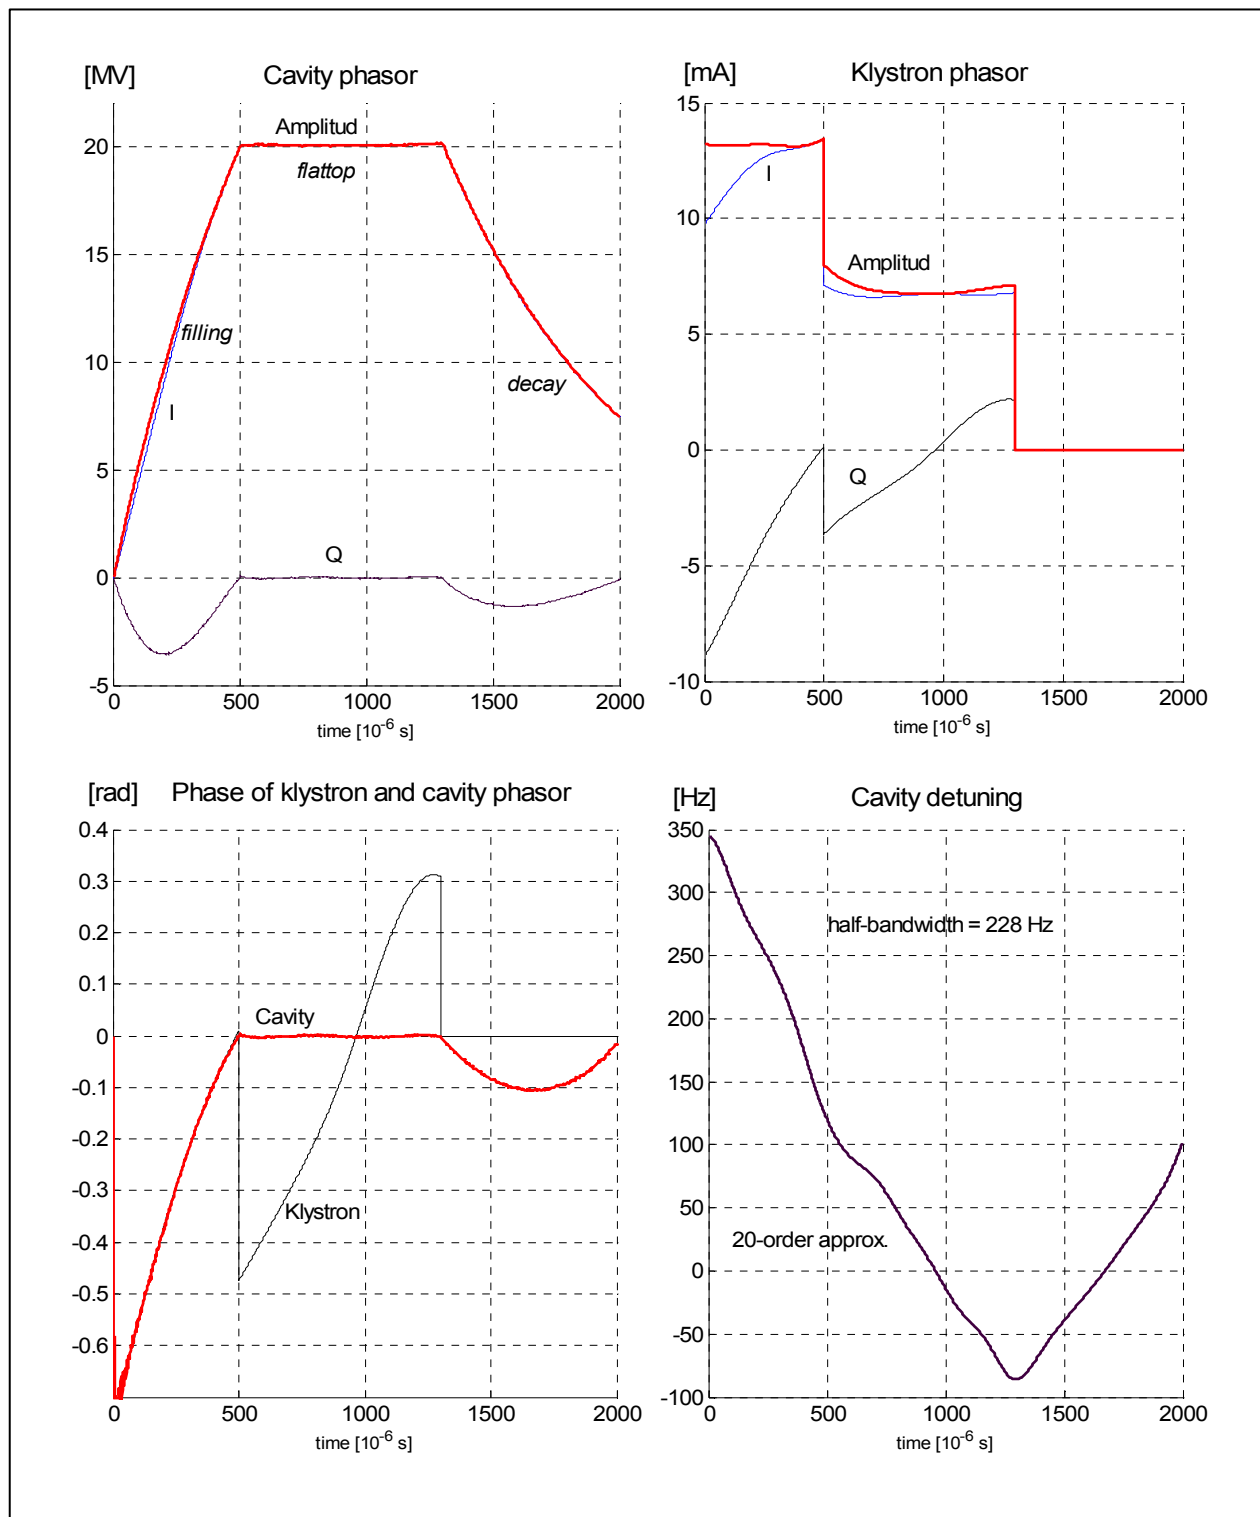 [MV] Cavity phasor
20
15
10
5
0
-5
Amplitud
flattop
filling
I
decay
Q
0 500 1000 1500 2000
time [10⁻⁶ s]
[mA] Klystron phasor
15
10
5
0
-5
-10
I
Amplitud
Q
0 500 1000 1500 2000
time [10⁻⁶ s]
[rad] Phase of klystron and cavity phasor
0.4
0.3
0.2
0.1
0
-0.1
-0.2
-0.3
-0.4
-0.5
-0.6
Cavity
Klystron
0 500 1000 1500 2000
time [10⁻⁶ s]
[Hz] Cavity detuning
350
300
250
200
150
100
50
0
-50
-100
half-bandwidth = 228 Hz
20-order approx.
0 500 1000 1500 2000
time [10⁻⁶ s]